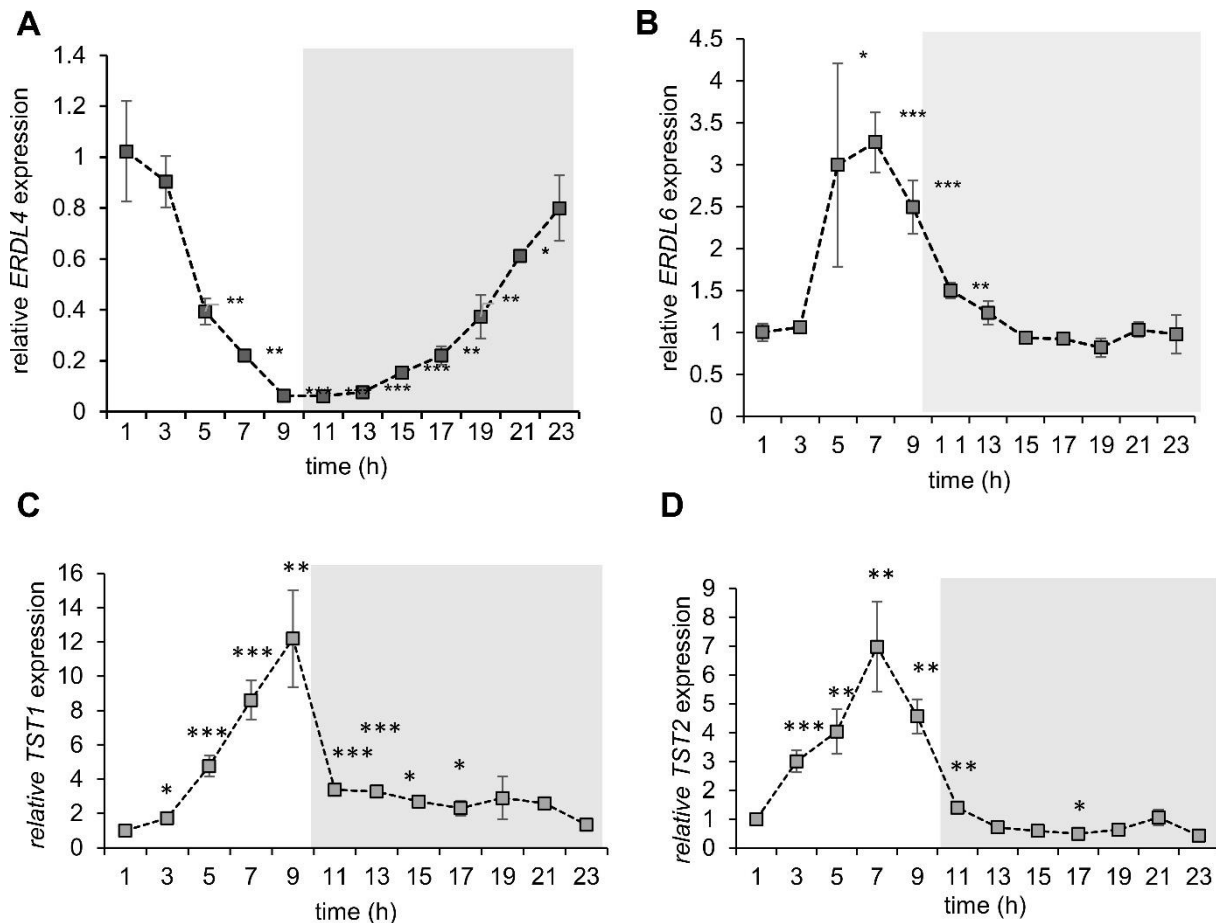 A
relative ERDL4 expression
1.4
1.2
1
0.8
0.6
0.4
0.2
0
** ** *** *** *** *** ** ** *
1 3 5 7 9 11 13 15 17 19 21 23
time (h)
B
relative ERDL6 expression
4.5
4
3.5
3
2.5
2
1.5
1
0.5
0
* *** *** **
1 3 5 7 9 1 1 13 15 17 19 21 23
time (h)
C
relative TST1 expression
16
14
12
10
8
6
4
2
0
* *** *** ** *** *** * *
1 3 5 7 9 11 13 15 17 19 21 23
time (h)
D
relative TST2 expression
9
8
7
6
5
4
3
2
1
0
*** ** ** ** ** *
1 3 5 7 9 11 13 15 17 19 21 23
time (h)